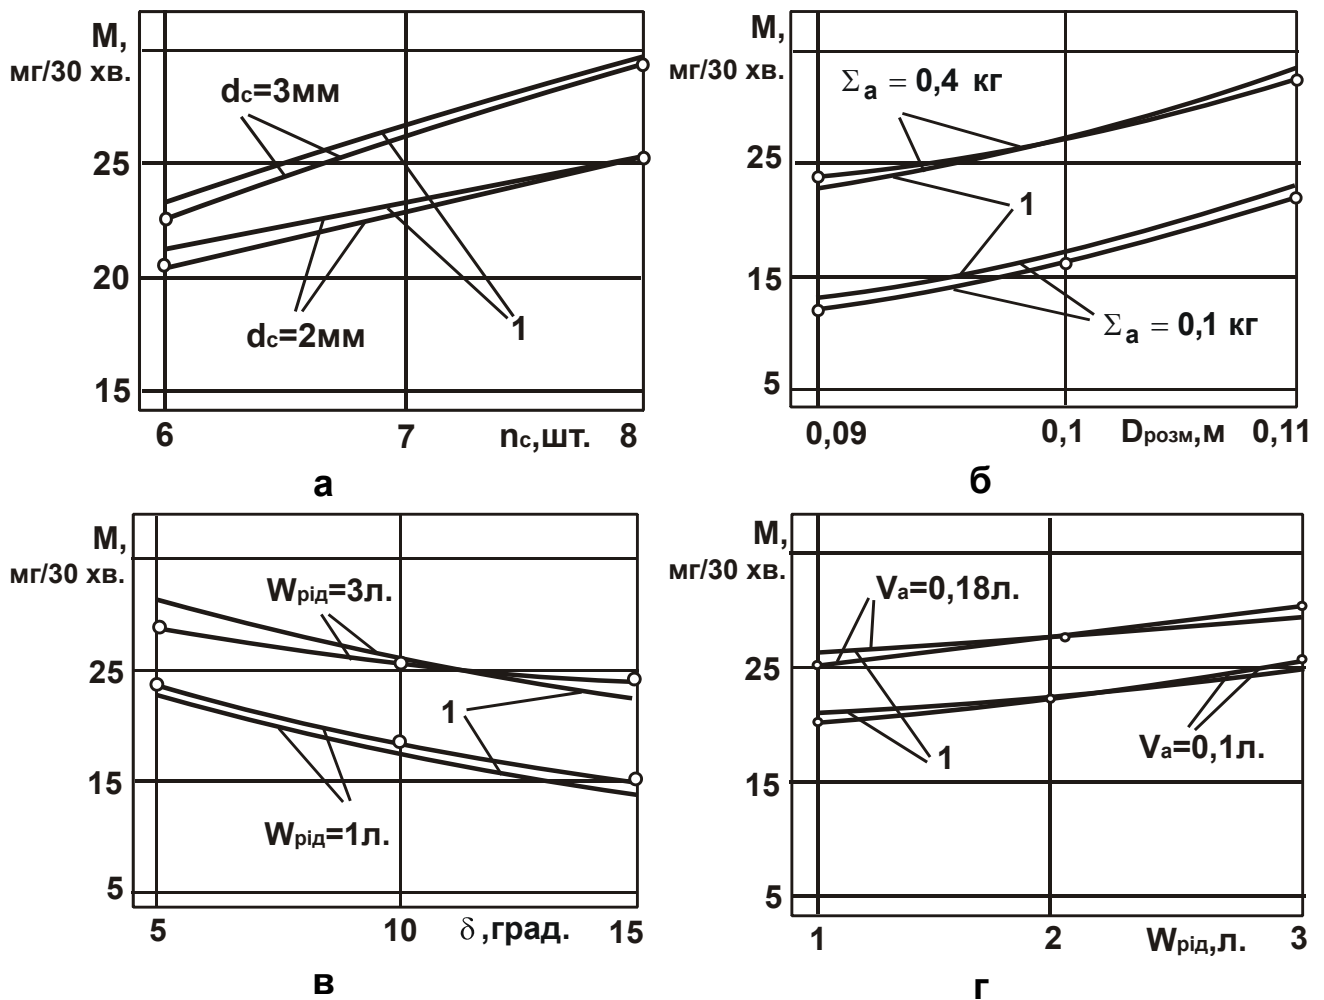 М,
мг/30 хв.
dс=3мм
25
20
dс=2мм
1
15
6
7
nс,шт.
8
а
М,
мг/30 хв.
Σа = 0,4 кг
25
1
15
Σа = 0,1 кг
5
0,09
0,1
Dрозм,м
0,11
б
М,
мг/30 хв.
Wрід=3л.
25
1
15
Wрід=1л.
5
5
10
δ,град.
15
в
М,
мг/30 хв.
Vа=0,18л.
25
Vа=0,1л.
1
15
5
1
2
Wрід,л.
3
г